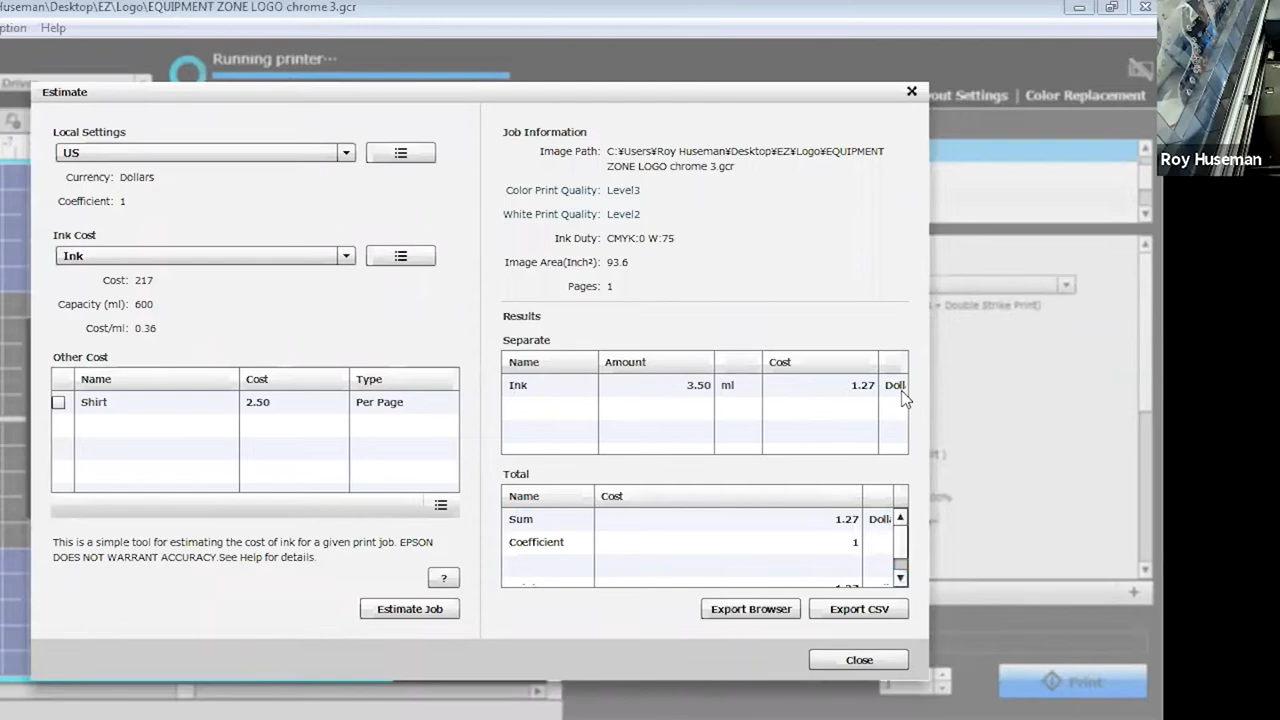 Huseman\Desktop\EZ\Logo\EQUIPMENT ZONE LOGO chrome 3.gcr
ption Help
Running printer···
out Settings | Color Replacement
Roy Huseman
Estimate
Local Settings
US
Currency: Dollars
Coefficient: 1
Ink Cost
Ink
Cost: 217
Capacity (ml): 600
Cost/ml: 0.36
Other Cost
Name Cost Type
Shirt 2.50 Per Page
This is a simple tool for estimating the cost of ink for a given print job. EPSON
DOES NOT WARRANT ACCURACY.See Help for details.
?
Estimate Job
Job Information
Image Path: C:¥Users¥Roy Huseman¥Desktop¥EZ¥Logo¥EQUIPMENT
ZONE LOGO chrome 3.gcr
Color Print Quality: Level3
White Print Quality: Level2
Ink Duty: CMYK:0 W:75
Image Area(Inch²): 93.6
Pages: 1
Results
Separate
Name Amount Cost
Ink 3.50 ml 1.27 Doll
Total
Name Cost
Sum 1.27 Doll
Coefficient 1
Export Browser Export CSV
Close
+ Double Strike Print)
Print